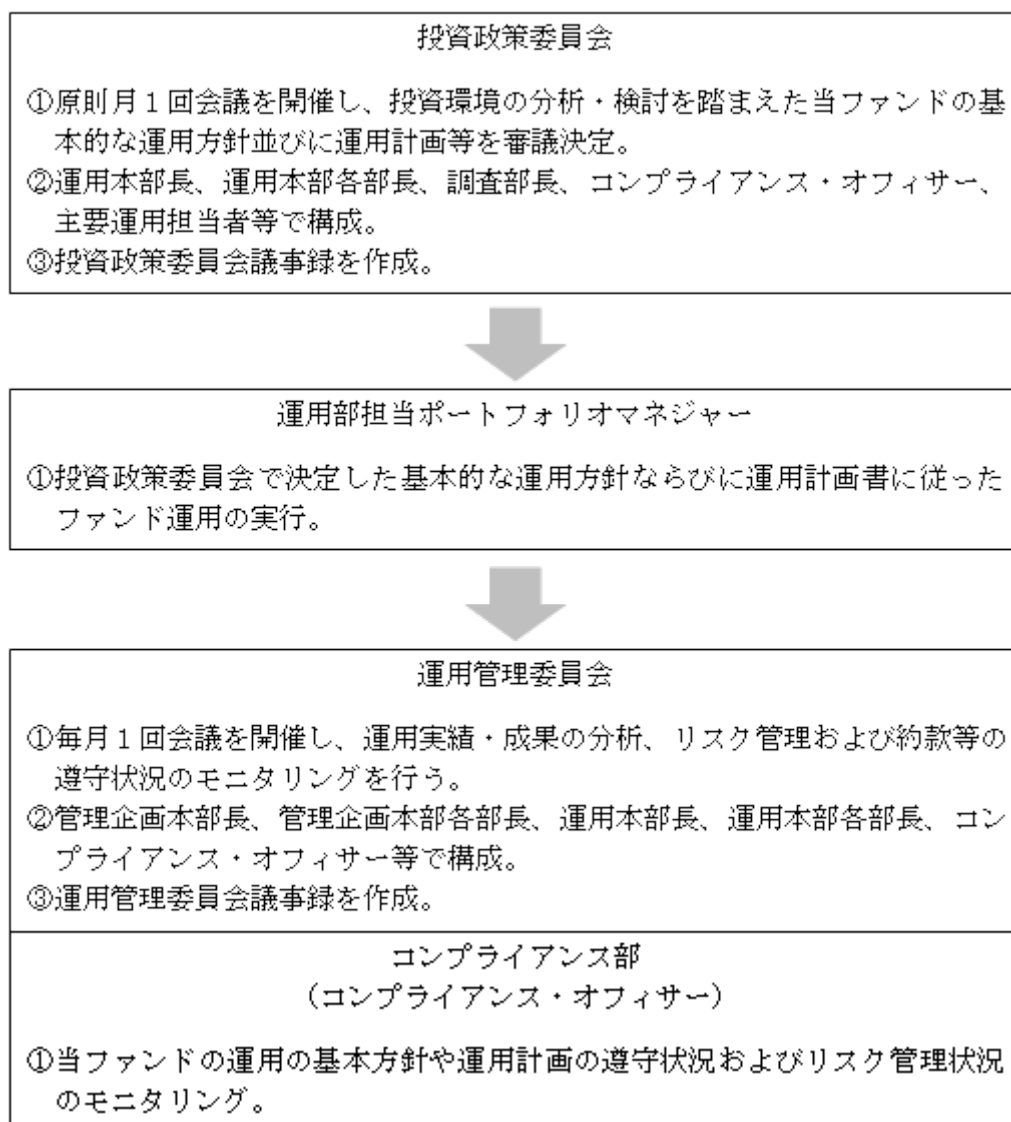 投資政策委員会
①原則月１回会議を開催し、投資環境の分析・検討を踏まえた当ファンドの基
本的な運用方針並びに運用計画等を審議決定。
②運用本部長、運用本部各部長、調査部長、コンプライアンス・オフィサー、
主要運用担当者等で構成。
③投資政策委員会議事録を作成。
運用部担当ポートフォリオマネジャー
①投資政策委員会で決定した基本的な運用方針ならびに運用計画書に従った
ファンド運用の実行。
運用管理委員会
①毎月１回会議を開催し、運用実績・成果の分析、リスク管理および約款等の
遵守状況のモニタリングを行う。
②管理企画本部長、管理企画本部各部長、運用本部長、運用本部各部長、コン
プライアンス・オフィサー等で構成。
③運用管理委員会議事録を作成。
コンプライアンス部
（コンプライアンス・オフィサー）
①当ファンドの運用の基本方針や運用計画の遵守状況およびリスク管理状況
のモニタリング。